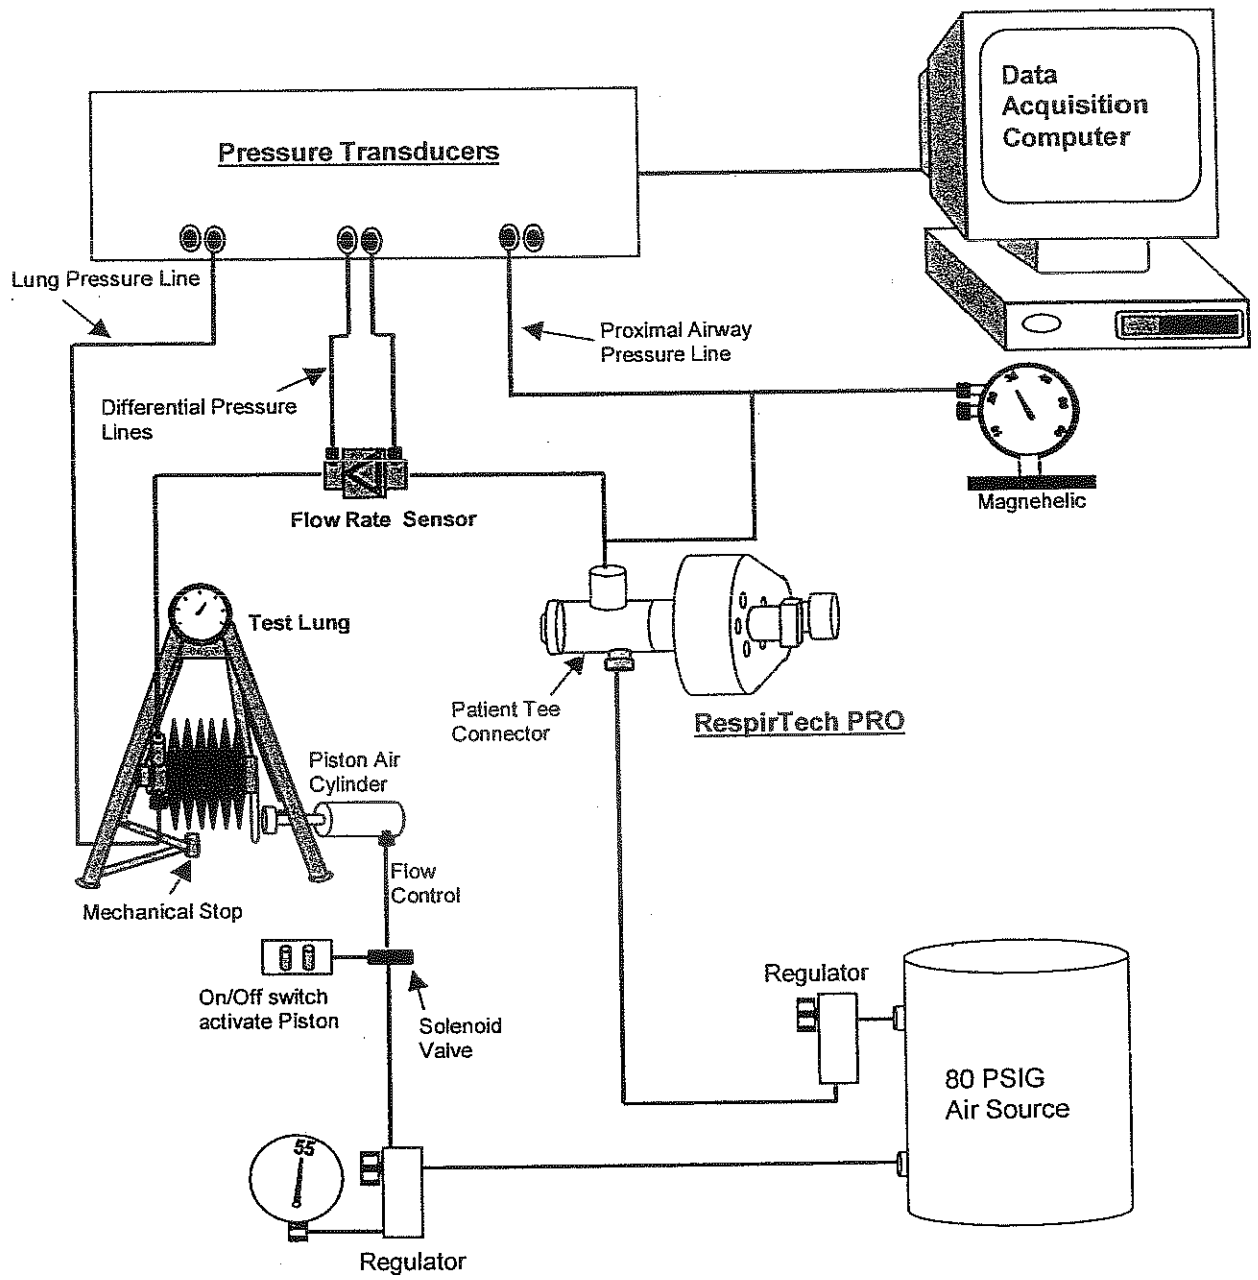 Data
Acquisition
Computer
Pressure Transducers
Lung Pressure Line
Proximal Airway
Pressure Line
Differential Pressure
Lines
Magnehelic
Flow Rate Sensor
Test Lung
Patient Tee
Connector
RespirTech PRO
Piston Air
Cylinder
Flow
Control
Mechanical Stop
On/Off switch
activate Piston
Solenoid
Valve
Regulator
80 PSIG
Air Source
55
Regulator